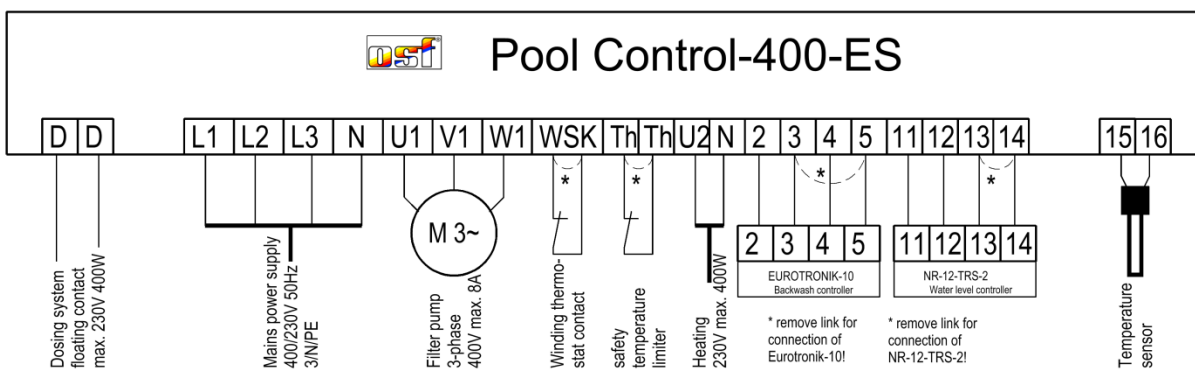 osf
Pool Control-400-ES
D D L1 L2 L3 N U1 V1 W1 WSK Th Th U2 N 2 3 4 5 11 12 13 14 15 16
* * * *
M 3~
2 3 4 5
11 12 13 14
EUROTRONIK-10
Backwash controller
NR-12-TRS-2
Water level controller
Dosing system
floating contact
max. 230V 400W
Mains power supply
400/230V 50Hz
3/N/PE
Filter pump
3-phase
400V max. 8A
Winding thermo-
stat contact
safety
temperature
limiter
Heating
230V max. 400W
* remove link for
connection of
Eurotronik-10!
* remove link for
connection of
NR-12-TRS-2!
Temperature
sensor